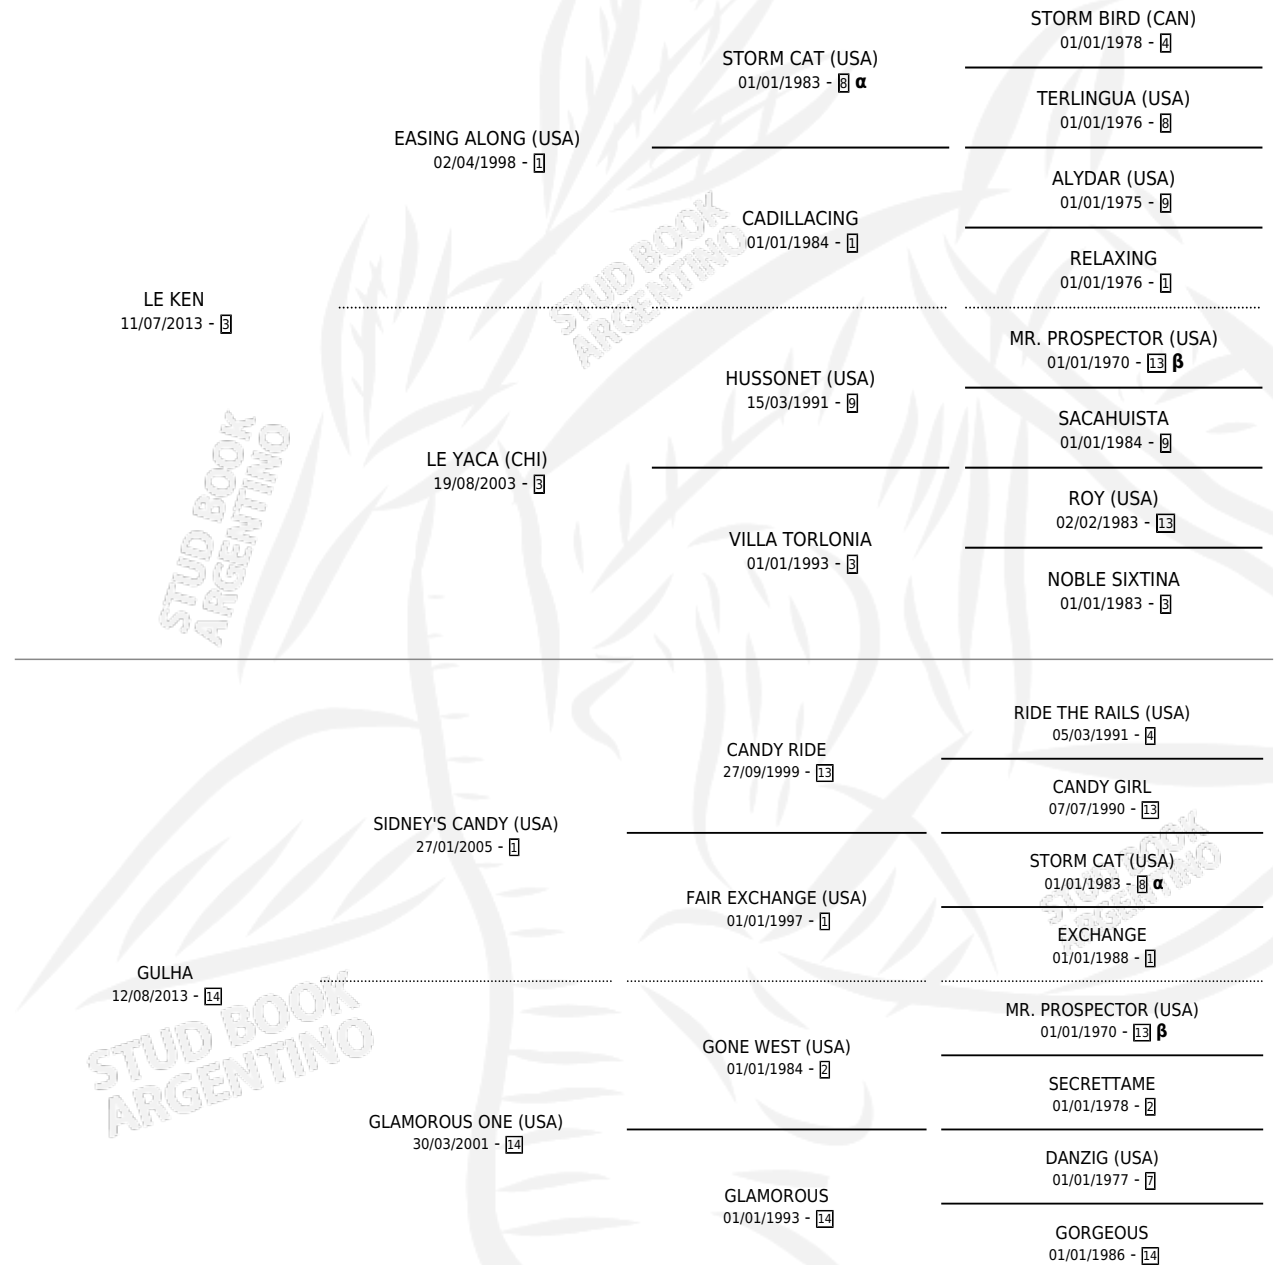 STORM BIRD (CAN)
01/01/1978 - 4
STORM CAT (USA)
01/01/1983 - 8 α
TERLINGUA (USA)
01/01/1976 - 8
EASING ALONG (USA)
02/04/1998 - 1
ALYDAR (USA)
01/01/1975 - 9
CADILLACING
01/01/1984 - 1
RELAXING
01/01/1976 - 1
LE KEN
11/07/2013 - 3
MR. PROSPECTOR (USA)
01/01/1970 - 13 β
HUSSONET (USA)
15/03/1991 - 9
SACAHUISTA
01/01/1984 - 9
LE YACA (CHI)
19/08/2003 - 3
ROY (USA)
02/02/1983 - 13
VILLA TORLONIA
01/01/1993 - 3
NOBLE SIXTINA
01/01/1983 - 3
RIDE THE RAILS (USA)
05/03/1991 - 4
CANDY RIDE
27/09/1999 - 13
CANDY GIRL
07/07/1990 - 13
SIDNEY'S CANDY (USA)
27/01/2005 - 1
STORM CAT (USA)
01/01/1983 - 8 α
FAIR EXCHANGE (USA)
01/01/1997 - 1
EXCHANGE
01/01/1988 - 1
GULHA
12/08/2013 - 14
MR. PROSPECTOR (USA)
01/01/1970 - 13 β
GONE WEST (USA)
01/01/1984 - 2
SECRETTAME
01/01/1978 - 2
GLAMOROUS ONE (USA)
30/03/2001 - 14
DANZIG (USA)
01/01/1977 - 7
GLAMOROUS
01/01/1993 - 14
GORGEOUS
01/01/1986 - 14
STUD BOOK
ARGENTINO
STUD BOOK
ARGENTINO
STUD BOOK
ARGENTINO
STUD BOOK
ARGENTINO